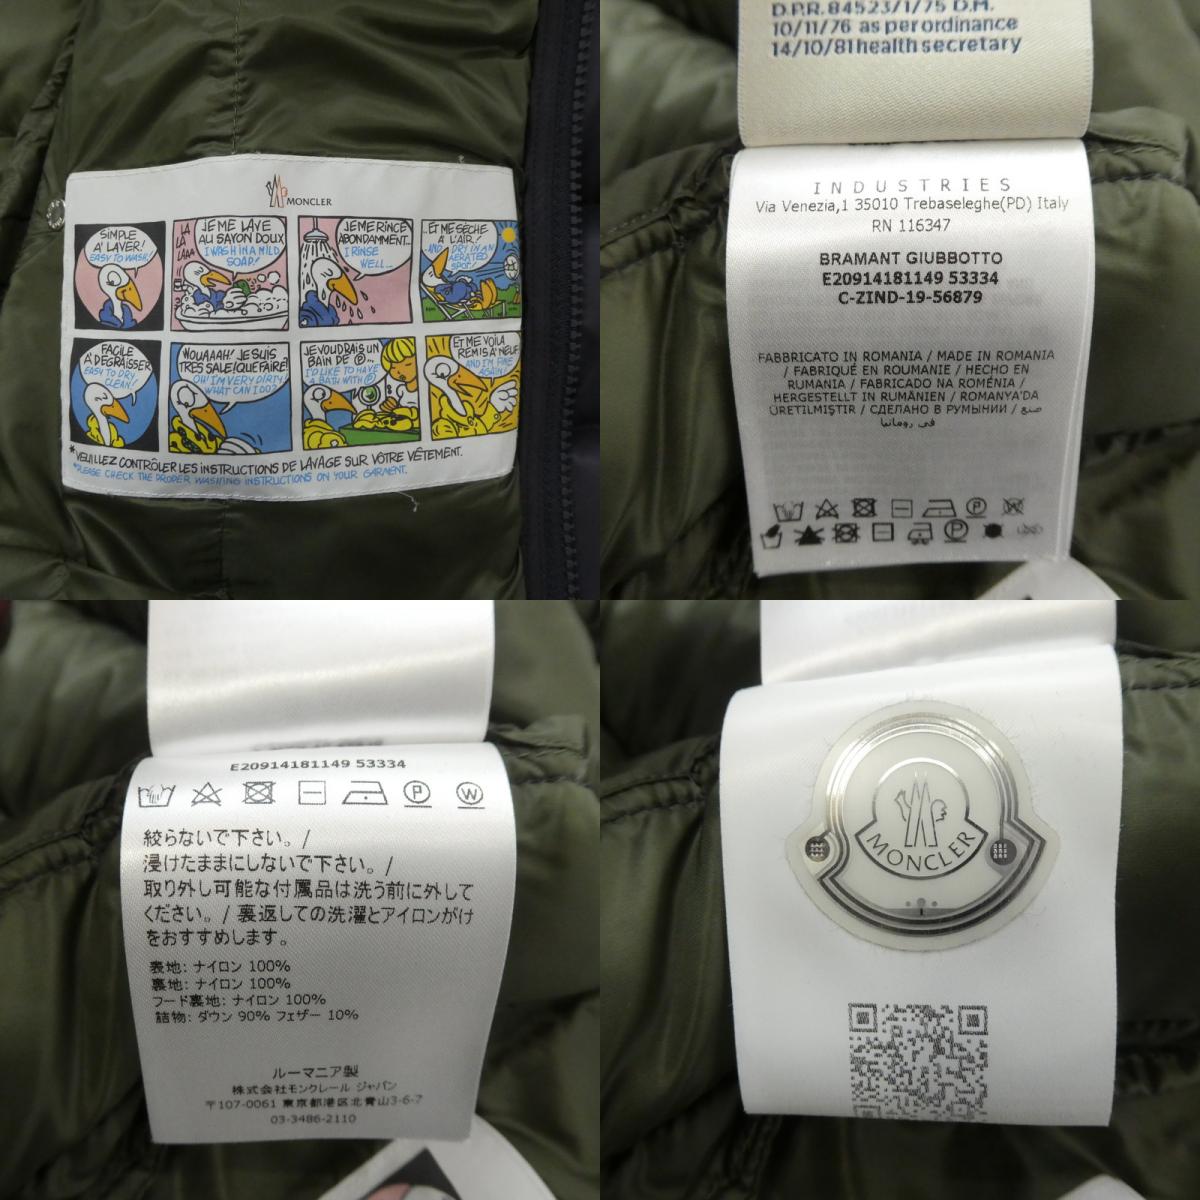 MONCLER
SIMPLE
À LAVER!
EASY TO WASH!
LA
LA
LAAA
JE ME LAVE
AU SAVON DOUX
I WASH IN A MILD
SOAP!
JE ME RINCE
ABONDAMMENT...
I RINSE
WELL...
...ET ME SÈCHE
À L'AIR!
...AND DRY IN AN
AERATED
SPOT!
FACILE
À DÉGRAISSER
EASY TO DRY
CLEAN!
WOUAAAH! JE SUIS
TRES SALE! QUE FAIRE?
OH! I'M VERY DIRTY!
WHAT CAN I DO?
JE VOUDRAIS UN
BAIN DE Ⓟ...
I'D LIKE TO HAVE
A BATH WITH Ⓟ
ET ME VOILA
REMIS À NEUF
AND I'M FINE
AGAIN!
*VEUILLEZ CONTRÔLER LES INSTRUCTIONS DE LAVAGE SUR VÔTRE VÊTEMENT.
*PLEASE CHECK THE PROPER WASHING INSTRUCTIONS ON YOUR GARMENT.
D.P.R. 84523/1/75 D.M.
10/11/76 as per ordinance
14/10/81 health secretary
INDUSTRIES
Via Venezia,1 35010 Trebaseleghe(PD) Italy
RN 116347
BRAMANT GIUBBOTTO
E20914181149 53334
C-ZIND-19-56879
FABBRICATO IN ROMANIA / MADE IN ROMANIA
/ FABRIQUÉ EN ROUMANIE / HECHO EN
RUMANIA / FABRICADO NA ROMÉNIA /
HERGESTELLT IN RUMÄNIEN / ROMANYA'DA
ÜRETILMIŞTIR / СДЕЛАНО В РУМЫНИИ / صنع
في رومانيا
E20914181149 53334
P
W
絞らないで下さい。/
浸けたままにしないで下さい。/
取り外し可能な付属品は洗う前に外して
ください。/ 裏返しての洗濯とアイロンがけ
をおすすめします。
表地: ナイロン 100%
裏地: ナイロン 100%
フード裏地: ナイロン 100%
詰物: ダウン 90% フェザー 10%
ルーマニア製
株式会社モンクレール ジャパン
〒107-0061 東京都港区北青山3-6-7
03-3486-2110
MONCLER